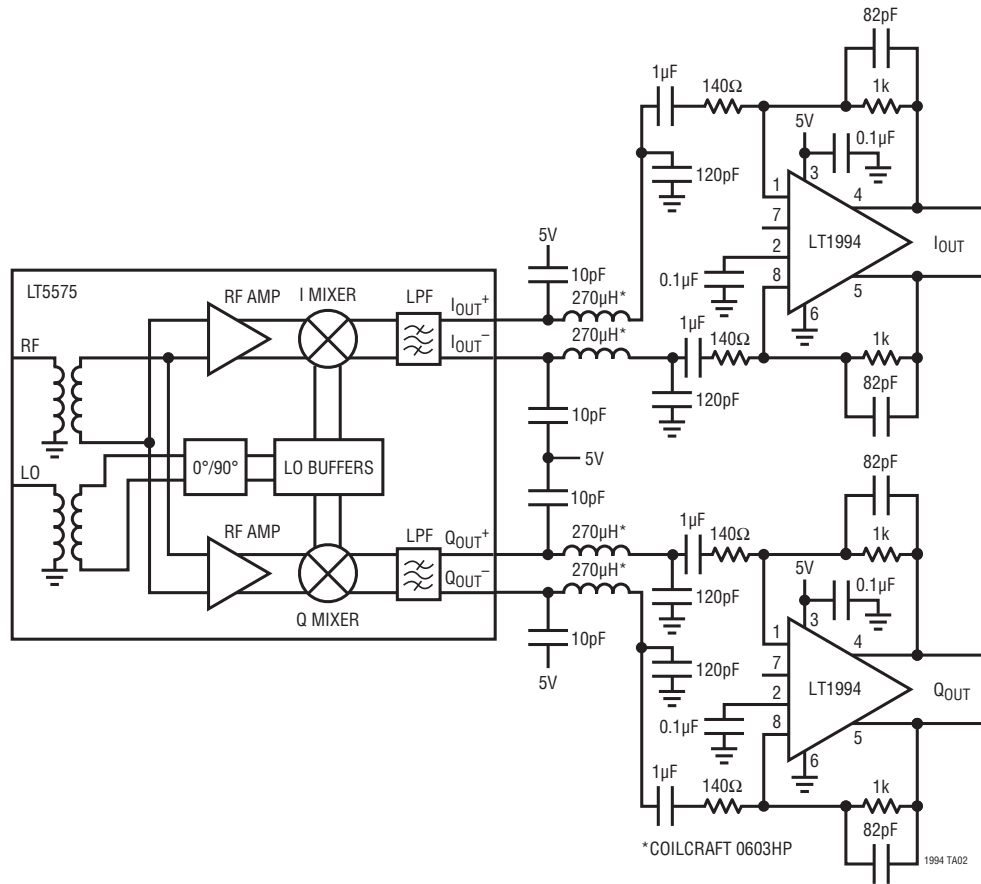 82pF
1µF
140Ω
1k
5V
0.1µF
120pF
3
1
4
7
LT1994
IOUT
2
8
0.1µF
5
6
5V
10pF
LT5575
RF AMP
I MIXER
LPF
IOUT+
270µH*
IOUT–
270µH*
1µF
140Ω
1k
RF
10pF
120pF
82pF
LO
0°/90°
LO BUFFERS
5V
82pF
10pF
RF AMP
LPF
QOUT+
270µH*
1µF
140Ω
1k
QOUT–
270µH*
5V
0.1µF
Q MIXER
10pF
120pF
3
1
4
5V
120pF
7
LT1994
QOUT
2
0.1µF
8
5
6
1µF
140Ω
1k
*COILCRAFT 0603HP
82pF
1994 TA02